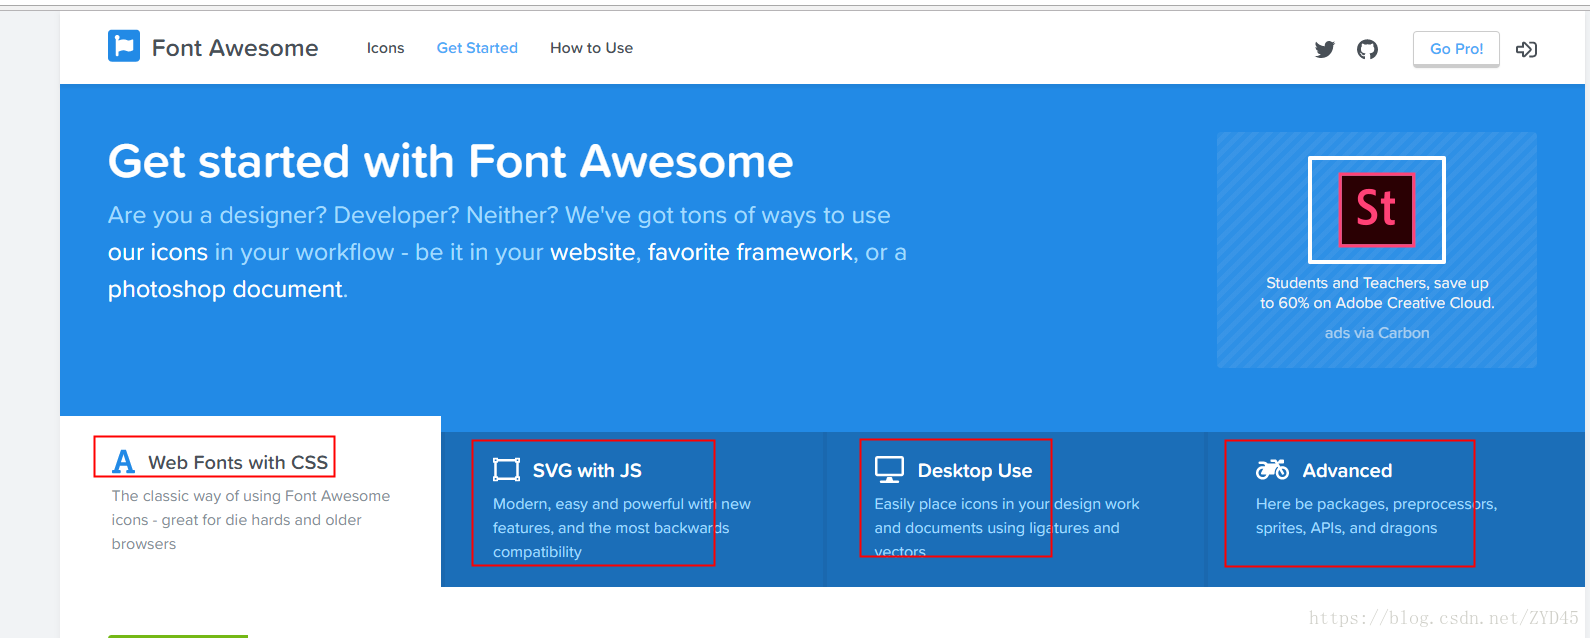 Font Awesome
Icons
Get Started
How to Use
Go Pro!
Get started with Font Awesome
Are you a designer? Developer? Neither? We've got tons of ways to use
our icons in your workflow - be it in your website, favorite framework, or a
photoshop document.
St
Students and Teachers, save up
to 60% on Adobe Creative Cloud.
ads via Carbon
A Web Fonts with CSS
The classic way of using Font Awesome
icons - great for die hards and older
browsers
SVG with JS
Modern, easy and powerful with new
features, and the most backwards
compatibility
Desktop Use
Easily place icons in your design work
and documents using ligatures and
vectors
Advanced
Here be packages, preprocessors,
sprites, APIs, and dragons
https://blog.csdn.net/ZYD45